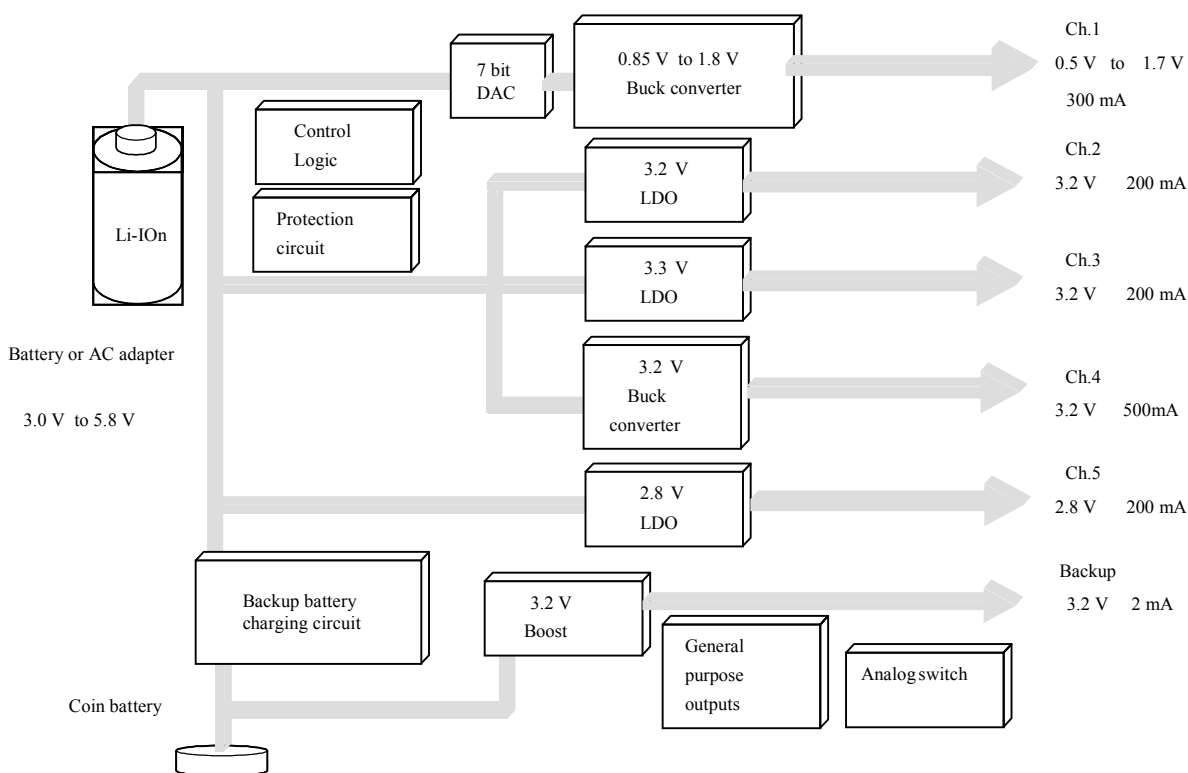 7 bit
DAC
0.85 V to 1.8 V
Buck converter
Ch.1
0.5 V to 1.7 V
300 mA
Control
Logic
Protection
circuit
Li-IOn
3.2 V
LDO
Ch.2
3.2 V 200 mA
3.3 V
LDO
Ch.3
3.2 V 200 mA
Battery or AC adapter
3.0 V to 5.8 V
3.2 V
Buck
converter
Ch.4
3.2 V 500mA
2.8 V
LDO
Ch.5
2.8 V 200 mA
Backup battery
charging circuit
3.2 V
Boost
Backup
3.2 V 2 mA
General
purpose
outputs
Analog switch
Coin battery